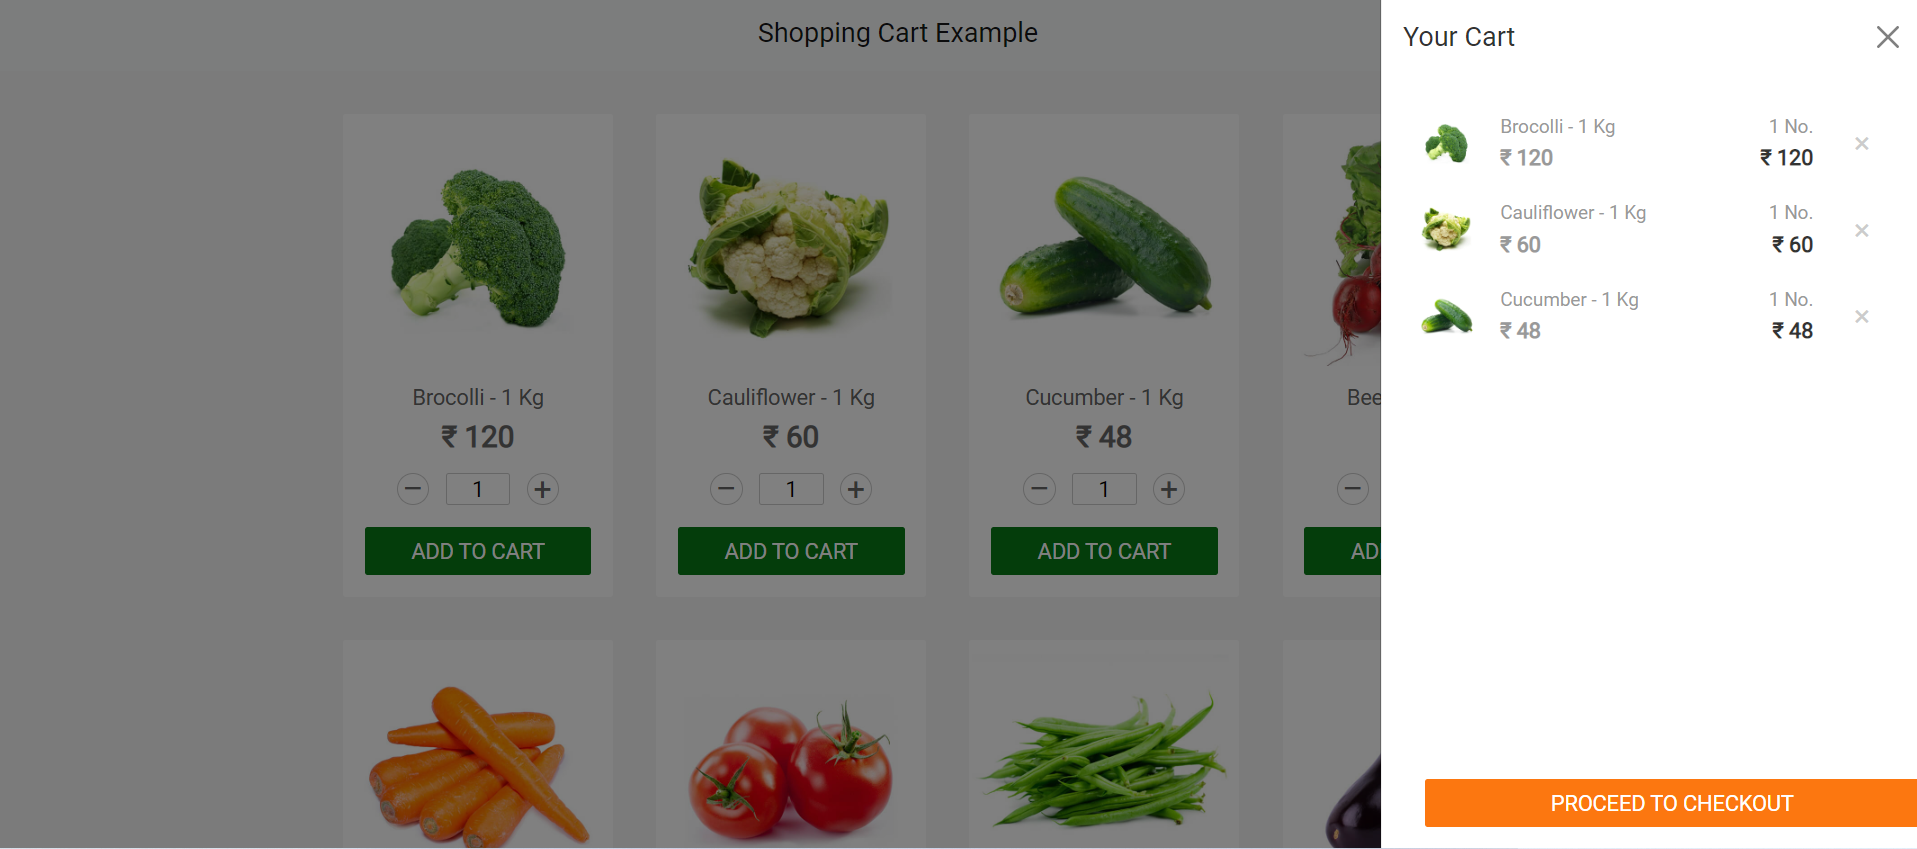 Shopping Cart Example
Brocolli - 1 Kg
₹ 120
1
ADD TO CART
Cauliflower - 1 Kg
₹ 60
1
ADD TO CART
Cucumber - 1 Kg
₹ 48
1
ADD TO CART
Bee
AD
Your Cart
Brocolli - 1 Kg
1 No.
₹ 120
₹ 120
Cauliflower - 1 Kg
1 No.
₹ 60
₹ 60
Cucumber - 1 Kg
1 No.
₹ 48
₹ 48
PROCEED TO CHECKOUT